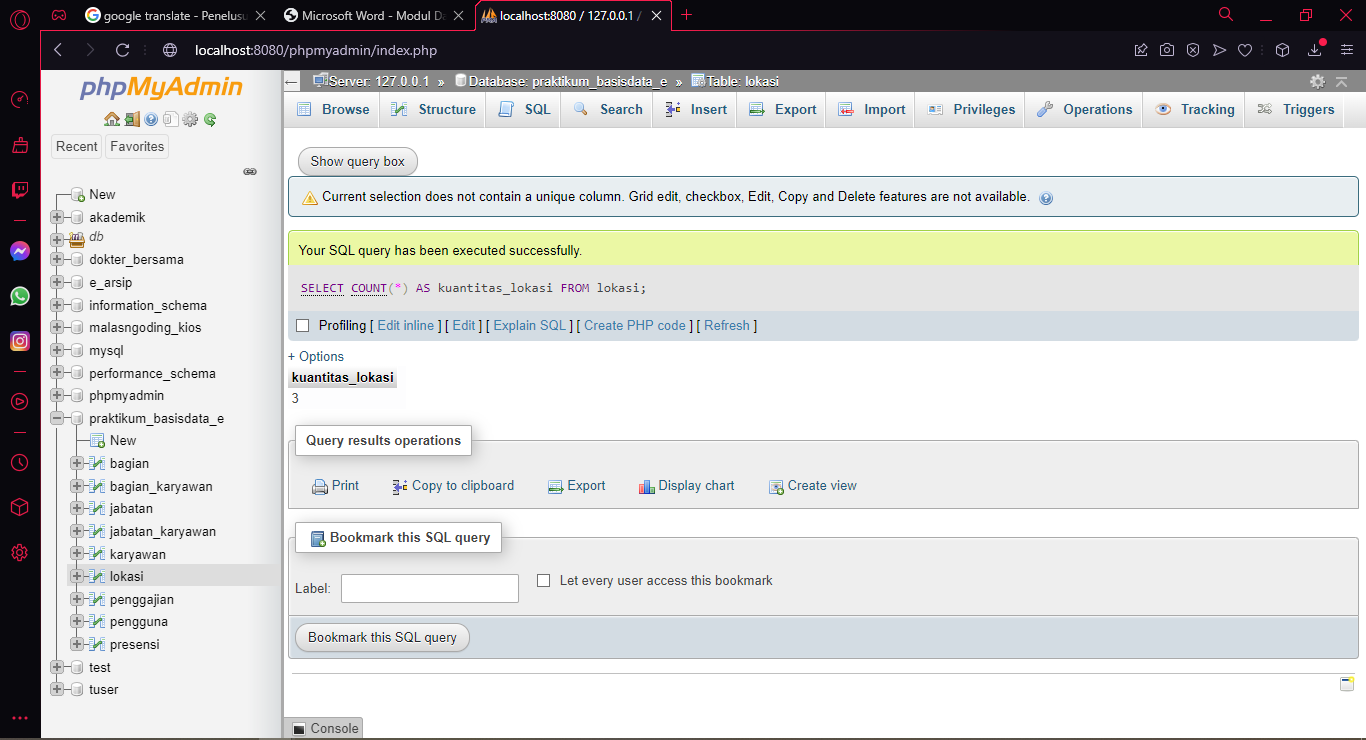 google translate - Penelusu
Microsoft Word - Modul Da
localhost:8080 / 127.0.0.1 /
localhost:8080/phpmyadmin/index.php
phpMyAdmin
Recent
Favorites
New
akademik
db
dokter_bersama
e_arsip
information_schema
malasngoding_kios
mysql
performance_schema
phpmyadmin
praktikum_basisdata_e
New
bagian
bagian_karyawan
jabatan
jabatan_karyawan
karyawan
lokasi
penggajian
pengguna
presensi
test
tuser
Server: 127.0.0.1 » Database: praktikum_basisdata_e » Table: lokasi
Browse Structure SQL Search Insert Export Import Privileges Operations Tracking Triggers
Show query box
Current selection does not contain a unique column. Grid edit, checkbox, Edit, Copy and Delete features are not available.
Your SQL query has been executed successfully.
SELECT COUNT(*) AS kuantitas_lokasi FROM lokasi;
Profiling [ Edit inline ] [ Edit ] [ Explain SQL ] [ Create PHP code ] [ Refresh ]
+ Options
kuantitas_lokasi
3
Query results operations
Print Copy to clipboard Export Display chart Create view
Bookmark this SQL query
Label: Let every user access this bookmark
Bookmark this SQL query
Console